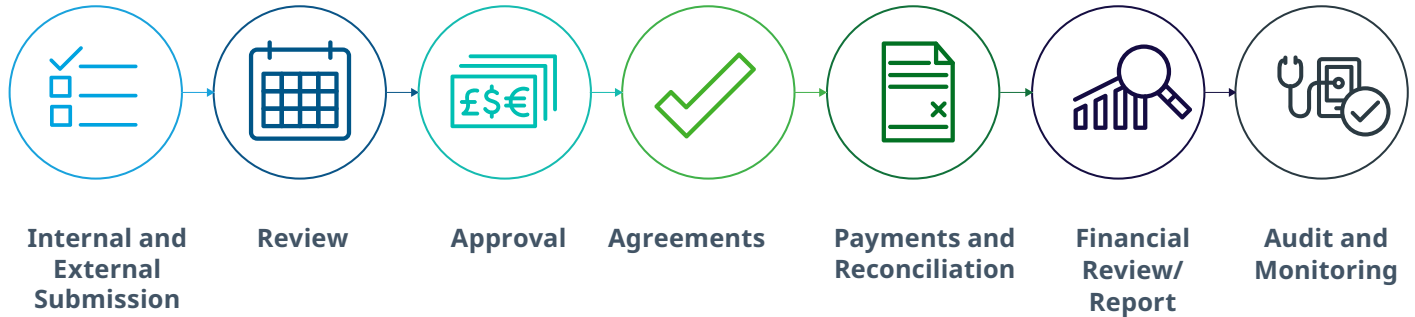 £$€
Internal and
External
Submission
Review
Approval
Agreements
Payments and
Reconciliation
Financial
Review/
Report
Audit and
Monitoring